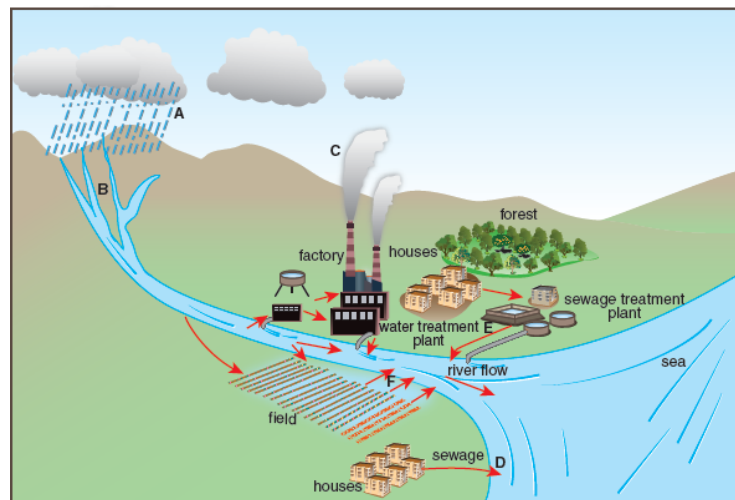 A
C
B
forest
houses
factory
sewage treatment
plant
water treatment
plant
E
river flow
sea
F
field
sewage
D
houses